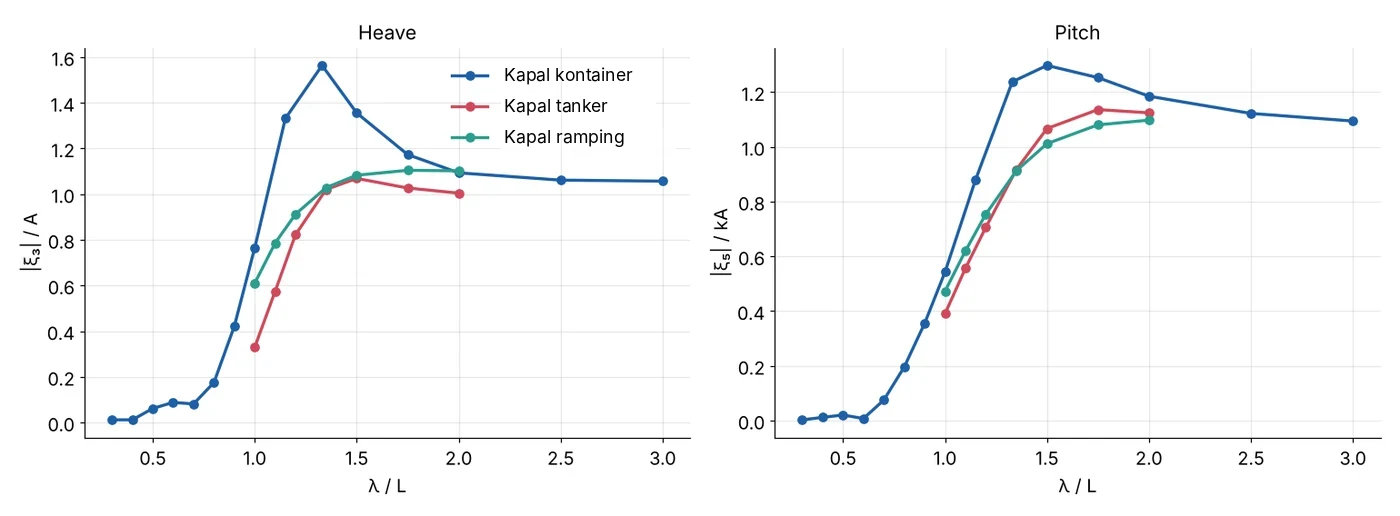 Heave
1.6
1.4
1.2
1.0
0.8
0.6
0.4
0.2
0.0
|ξ₃| / A
Kapal kontainer
Kapal tanker
Kapal ramping
0.5 1.0 1.5 2.0 2.5 3.0
λ / L
Pitch
1.2
1.0
0.8
0.6
0.4
0.2
0.0
|ξ₅| / kA
0.5 1.0 1.5 2.0 2.5 3.0
λ / L